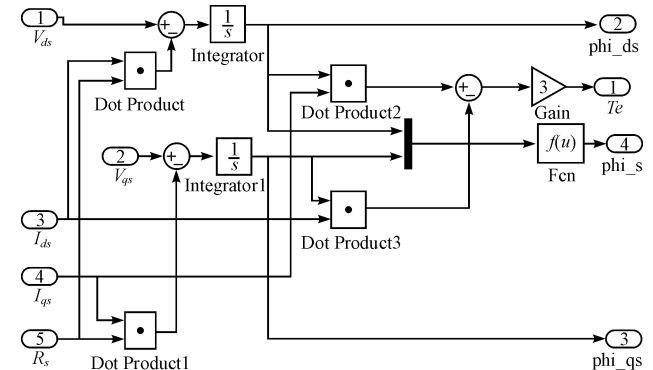 1
V_ds
+
−
1/s
Integrator
2
phi_ds
Dot Product
Dot Product2
+
−
3
Gain
1
Te
2
V_qs
+
−
1/s
Integrator1
f(u)
Fcn
4
phi_s
3
I_ds
Dot Product3
4
I_qs
5
R_s
Dot Product1
3
phi_qs